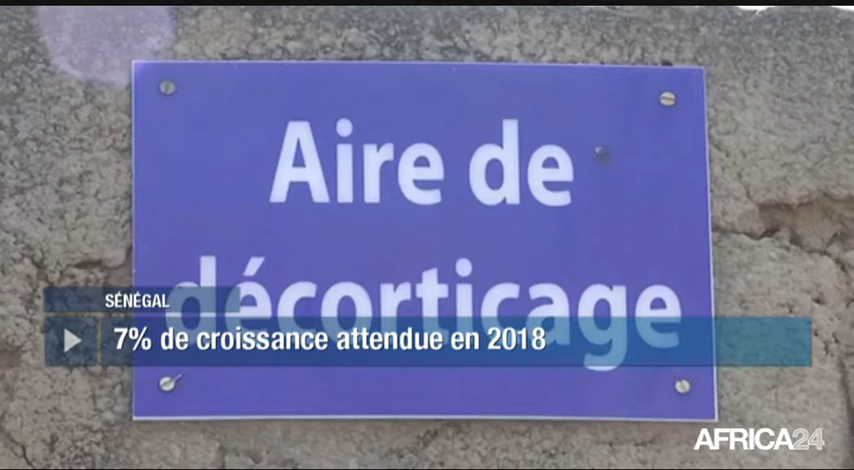 Aire de
décorticage
SÉNÉGAL
7% de croissance attendue en 2018
AFRICA24